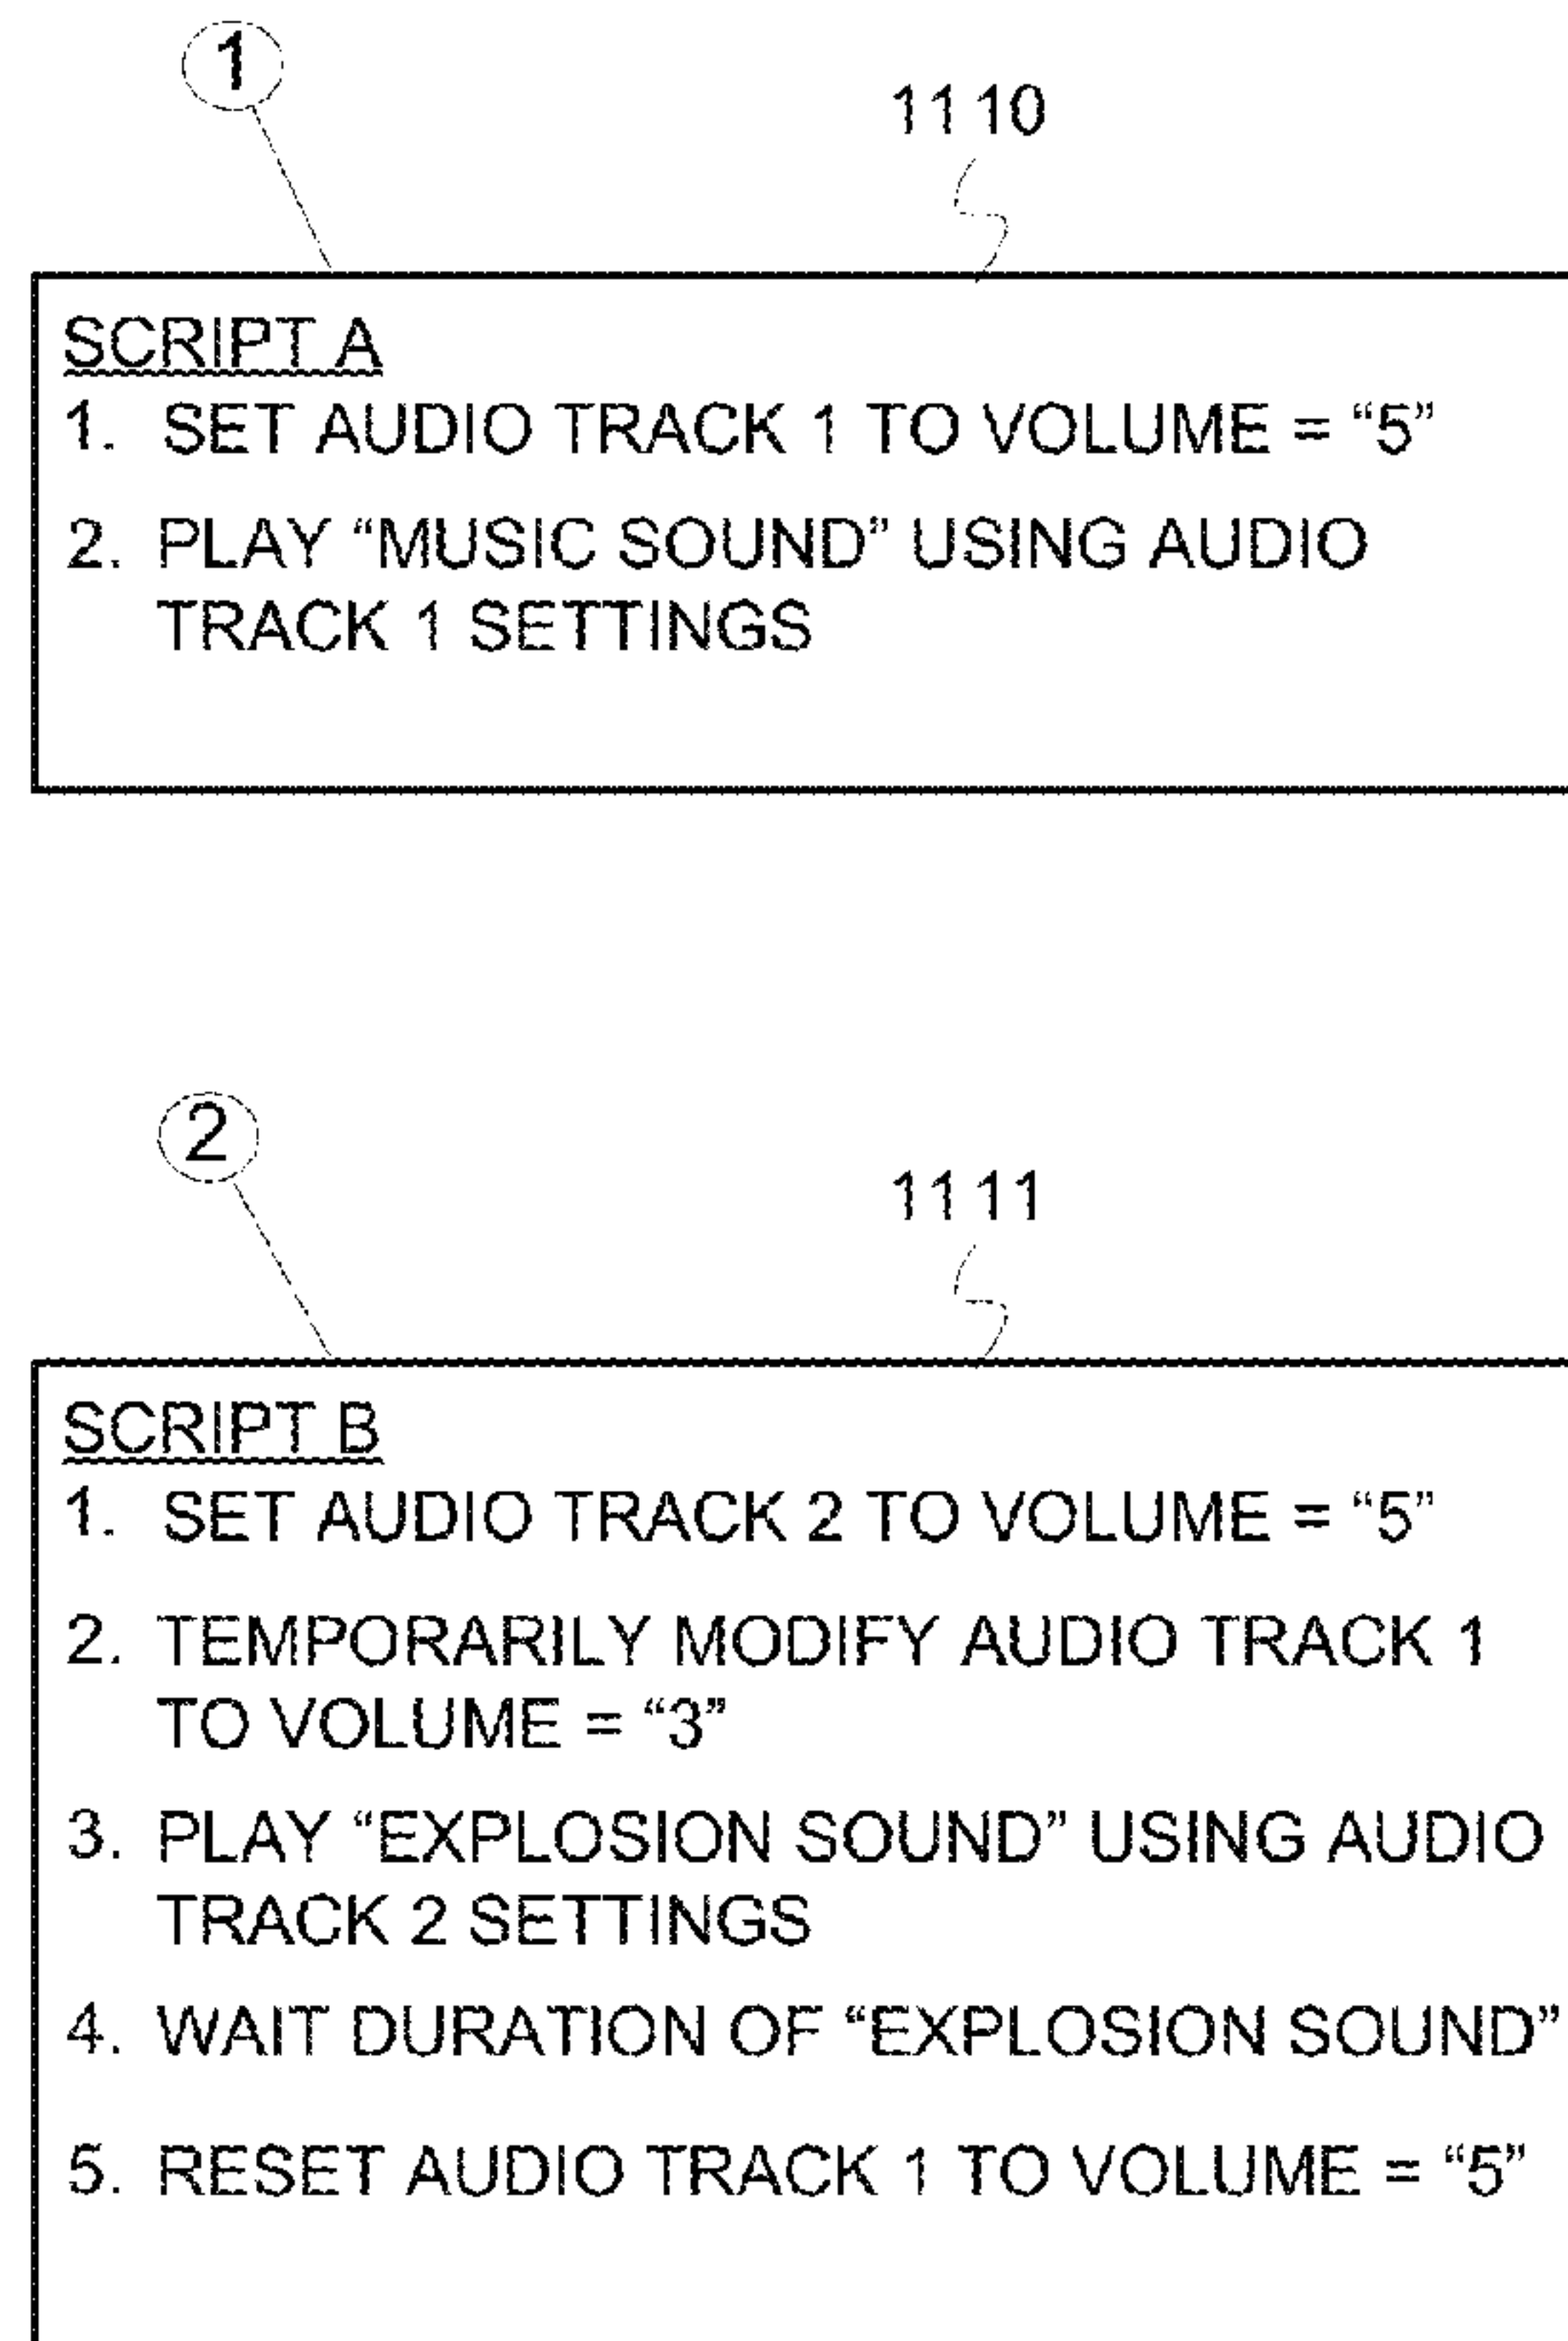 1
1110
SCRIPT A
1. SET AUDIO TRACK 1 TO VOLUME = “5”
2. PLAY “MUSIC SOUND” USING AUDIO
TRACK 1 SETTINGS
2
1111
SCRIPT B
1. SET AUDIO TRACK 2 TO VOLUME = “5”
2. TEMPORARILY MODIFY AUDIO TRACK 1
TO VOLUME = “3”
3. PLAY “EXPLOSION SOUND” USING AUDIO
TRACK 2 SETTINGS
4. WAIT DURATION OF “EXPLOSION SOUND”
5. RESET AUDIO TRACK 1 TO VOLUME = “5”